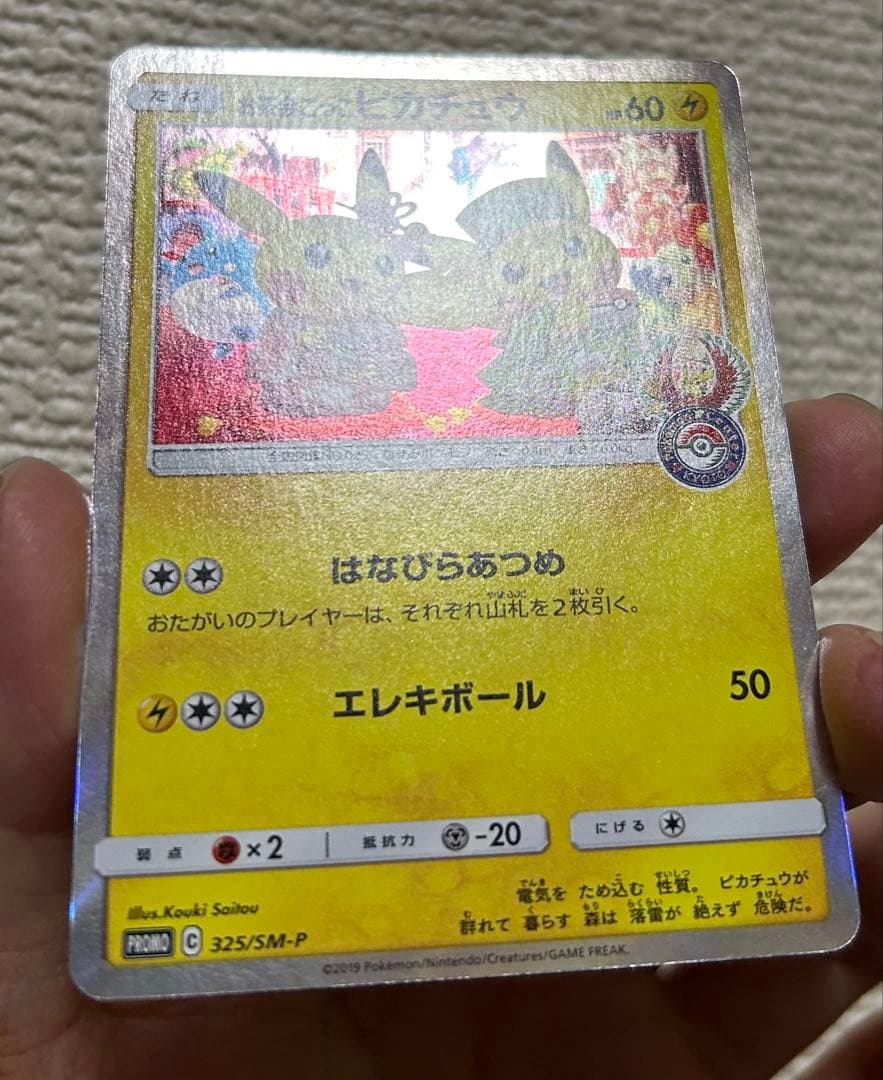 たね
ピカチュウ
HP60
Pokémon Center
KYOTO
はなびらあつめ
おたがいのプレイヤーは、それぞれ山札を2枚引く。
エレキボール 50
弱点 ×2 抵抗力 -20 にげる
電気を ため込む 性質。 ピカチュウが
群れて 暮らす 森は 落雷が 絶えず 危険だ。
Illus. Kouki Saitou
PROMO C 325/SM-P
©2019 Pokémon/Nintendo/Creatures/GAME FREAK.